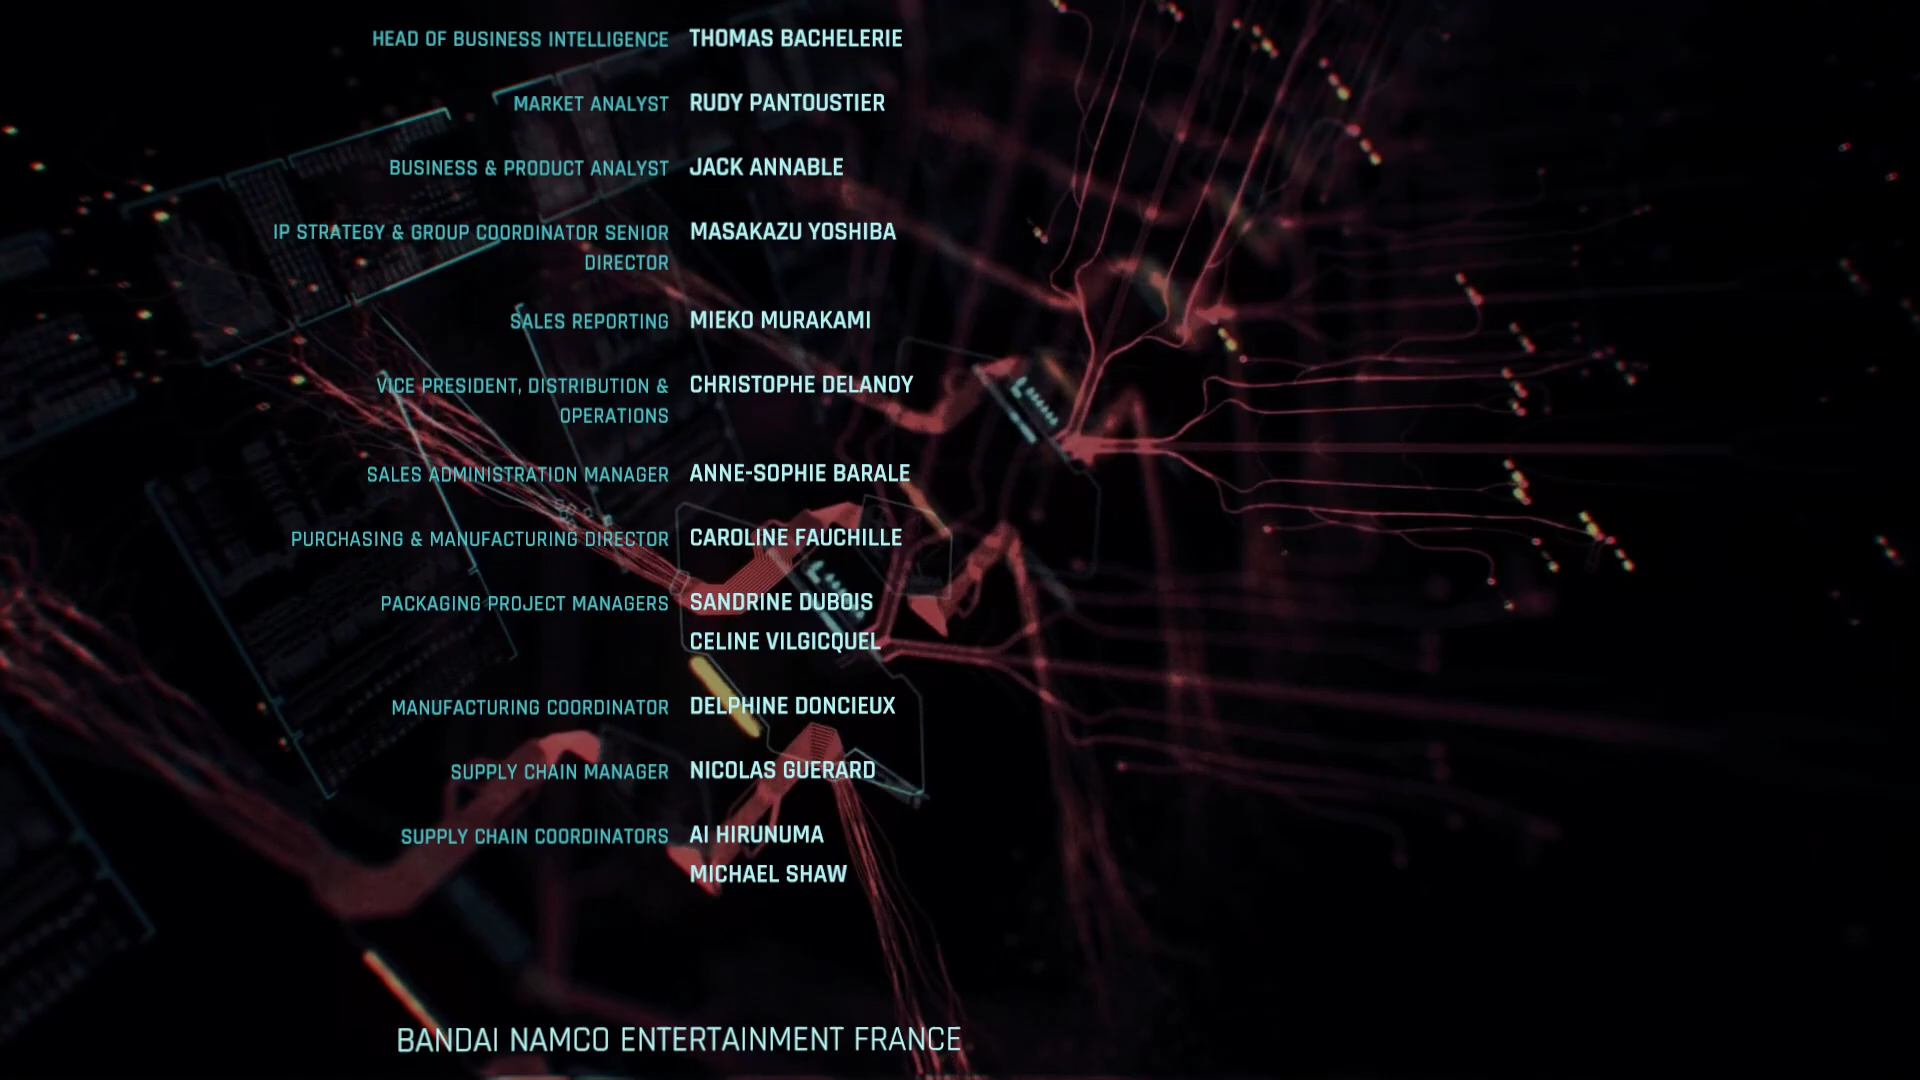 HEAD OF BUSINESS INTELLIGENCE THOMAS BACHELERIE
MARKET ANALYST RUDY PANTOUSTIER
BUSINESS & PRODUCT ANALYST JACK ANNABLE
IP STRATEGY & GROUP COORDINATOR SENIOR MASAKAZU YOSHIBA
DIRECTOR
SALES REPORTING MIEKO MURAKAMI
VICE PRESIDENT, DISTRIBUTION & CHRISTOPHE DELANOY
OPERATIONS
SALES ADMINISTRATION MANAGER ANNE-SOPHIE BARALE
PURCHASING & MANUFACTURING DIRECTOR CAROLINE FAUCHILLE
PACKAGING PROJECT MANAGERS SANDRINE DUBOIS
CELINE VILGICQUEL
MANUFACTURING COORDINATOR DELPHINE DONCIEUX
SUPPLY CHAIN MANAGER NICOLAS GUERARD
SUPPLY CHAIN COORDINATORS AI HIRUNUMA
MICHAEL SHAW
BANDAI NAMCO ENTERTAINMENT FRANCE